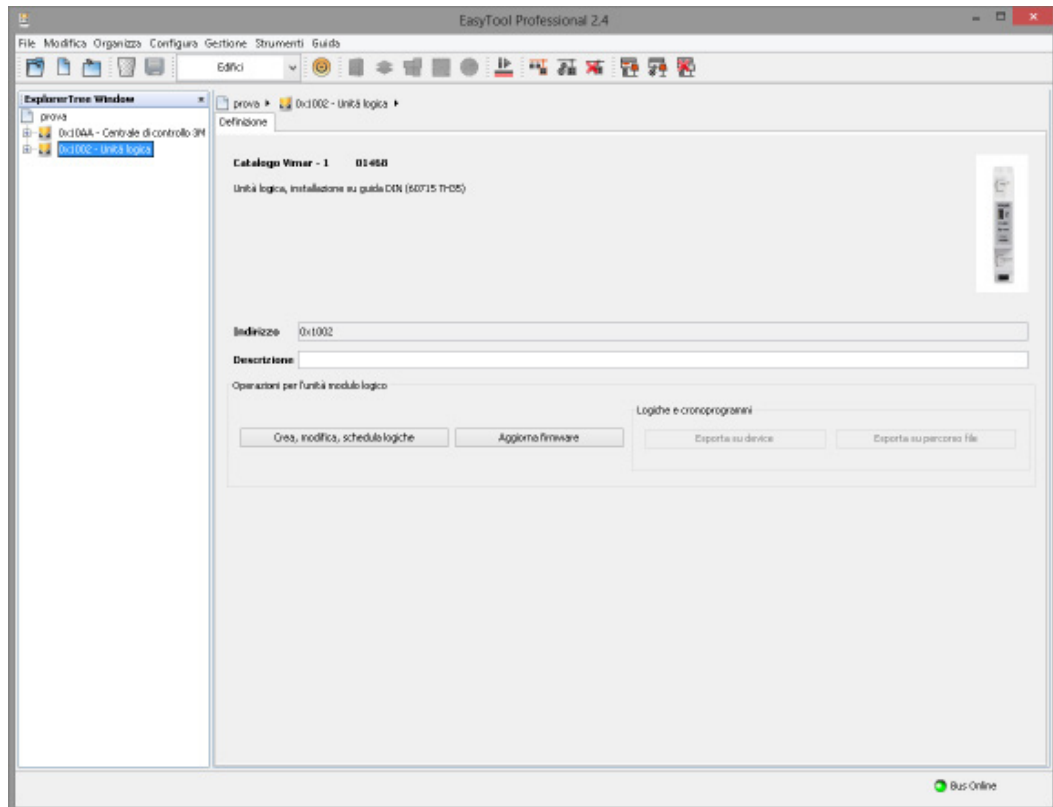 EasyTool Professional 2.4
File Modifica Organizza Configura Gestione Strumenti Guida
Edifici
ExplorerTree Window
prova
0x10AA - Centrale di controllo 3M
0x1002 - Unità logica
prova 0x1002 - Unità logica
Definizione
Catalogo Vimar - 1 01468
Unità logica, installazione su guida DIN (60715 TH35)
Indirizzo 0x1002
Descrizione
Operazioni per l'unità modulo logico
Logiche e cronoprogrammi
Crea, modifica, schedula logiche Aggiorna firmware Esporta su device Esporta su percorso file
Bus Online